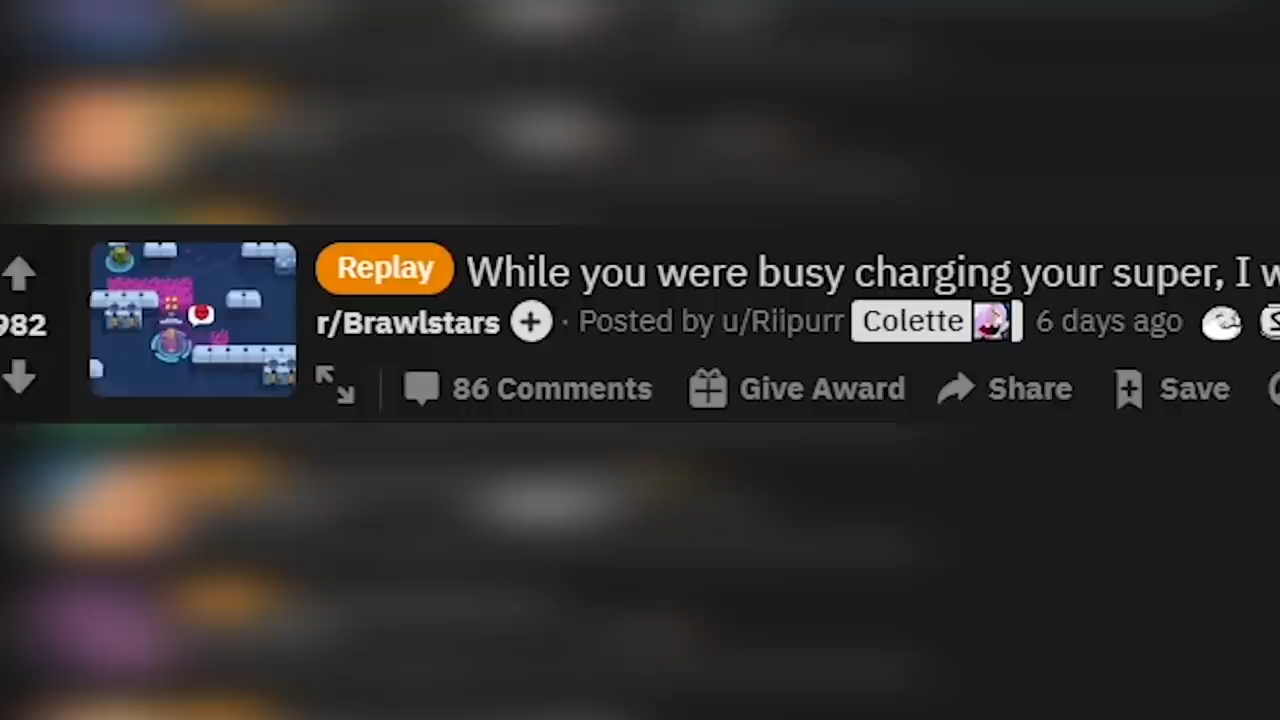 Replay While you were busy charging your super, I w
982 r/Brawlstars · Posted by u/Riipurr Colette 6 days ago
86 Comments Give Award Share Save